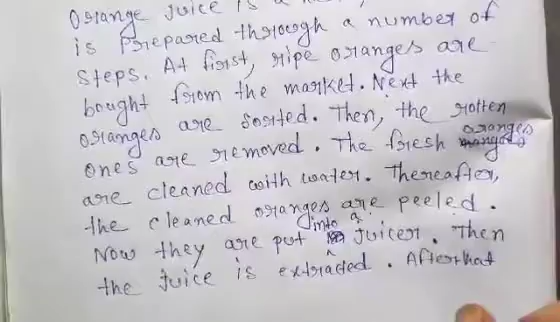 Orange juice is a
is prepared through a number of
steps. At first, ripe oranges are
bought from the market. Next the
oranges are sorted. Then, the rotten
ones are removed. The fresh oranges
are cleaned with water. Thereafter,
the cleaned oranges are peeled.
Now they are put into a juicer. Then
the juice is extracted. After that